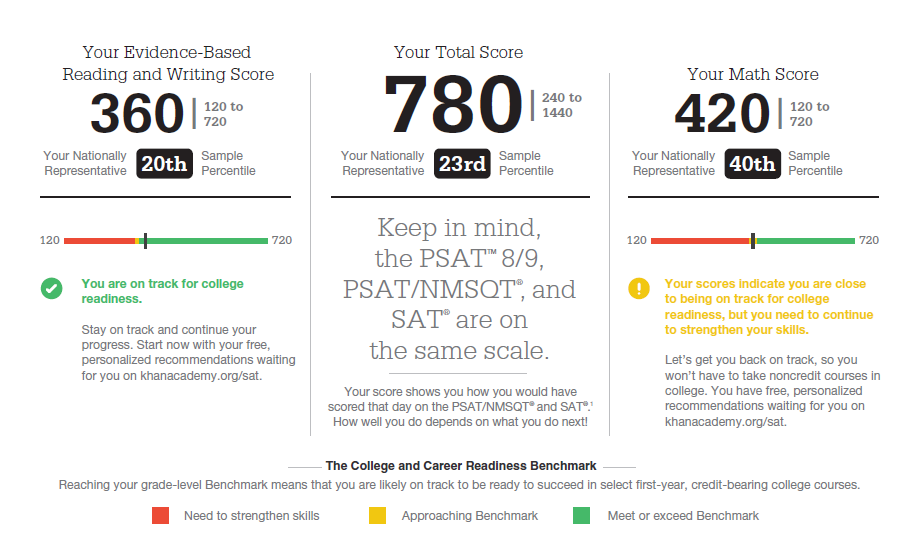 Your Evidence-Based
Reading and Writing Score
360 | 120 to
720
Your Nationally
Representative
20th
Sample
Percentile
120
720
You are on track for college
readiness.
Stay on track and continue your
progress. Start now with your free,
personalized recommendations waiting
for you on khanacademy.org/sat.
Your Total Score
780 | 240 to
1440
Your Nationally
Representative
23rd
Sample
Percentile
Keep in mind,
the PSAT™ 8/9,
PSAT/NMSQT®, and
SAT® are on
the same scale.
Your score shows you how you would have
scored that day on the PSAT/NMSQT® and SAT®.¹
How well you do depends on what you do next!
Your Math Score
420 | 120 to
720
Your Nationally
Representative
40th
Sample
Percentile
120
720
Your scores indicate you are close
to being on track for college
readiness, but you need to continue
to strengthen your skills.
Let's get you back on track, so you
won't have to take noncredit courses in
college. You have free, personalized
recommendations waiting for you on
khanacademy.org/sat.
The College and Career Readiness Benchmark
Reaching your grade-level Benchmark means that you are likely on track to be ready to succeed in select first-year, credit-bearing college courses.
Need to strengthen skills
Approaching Benchmark
Meet or exceed Benchmark